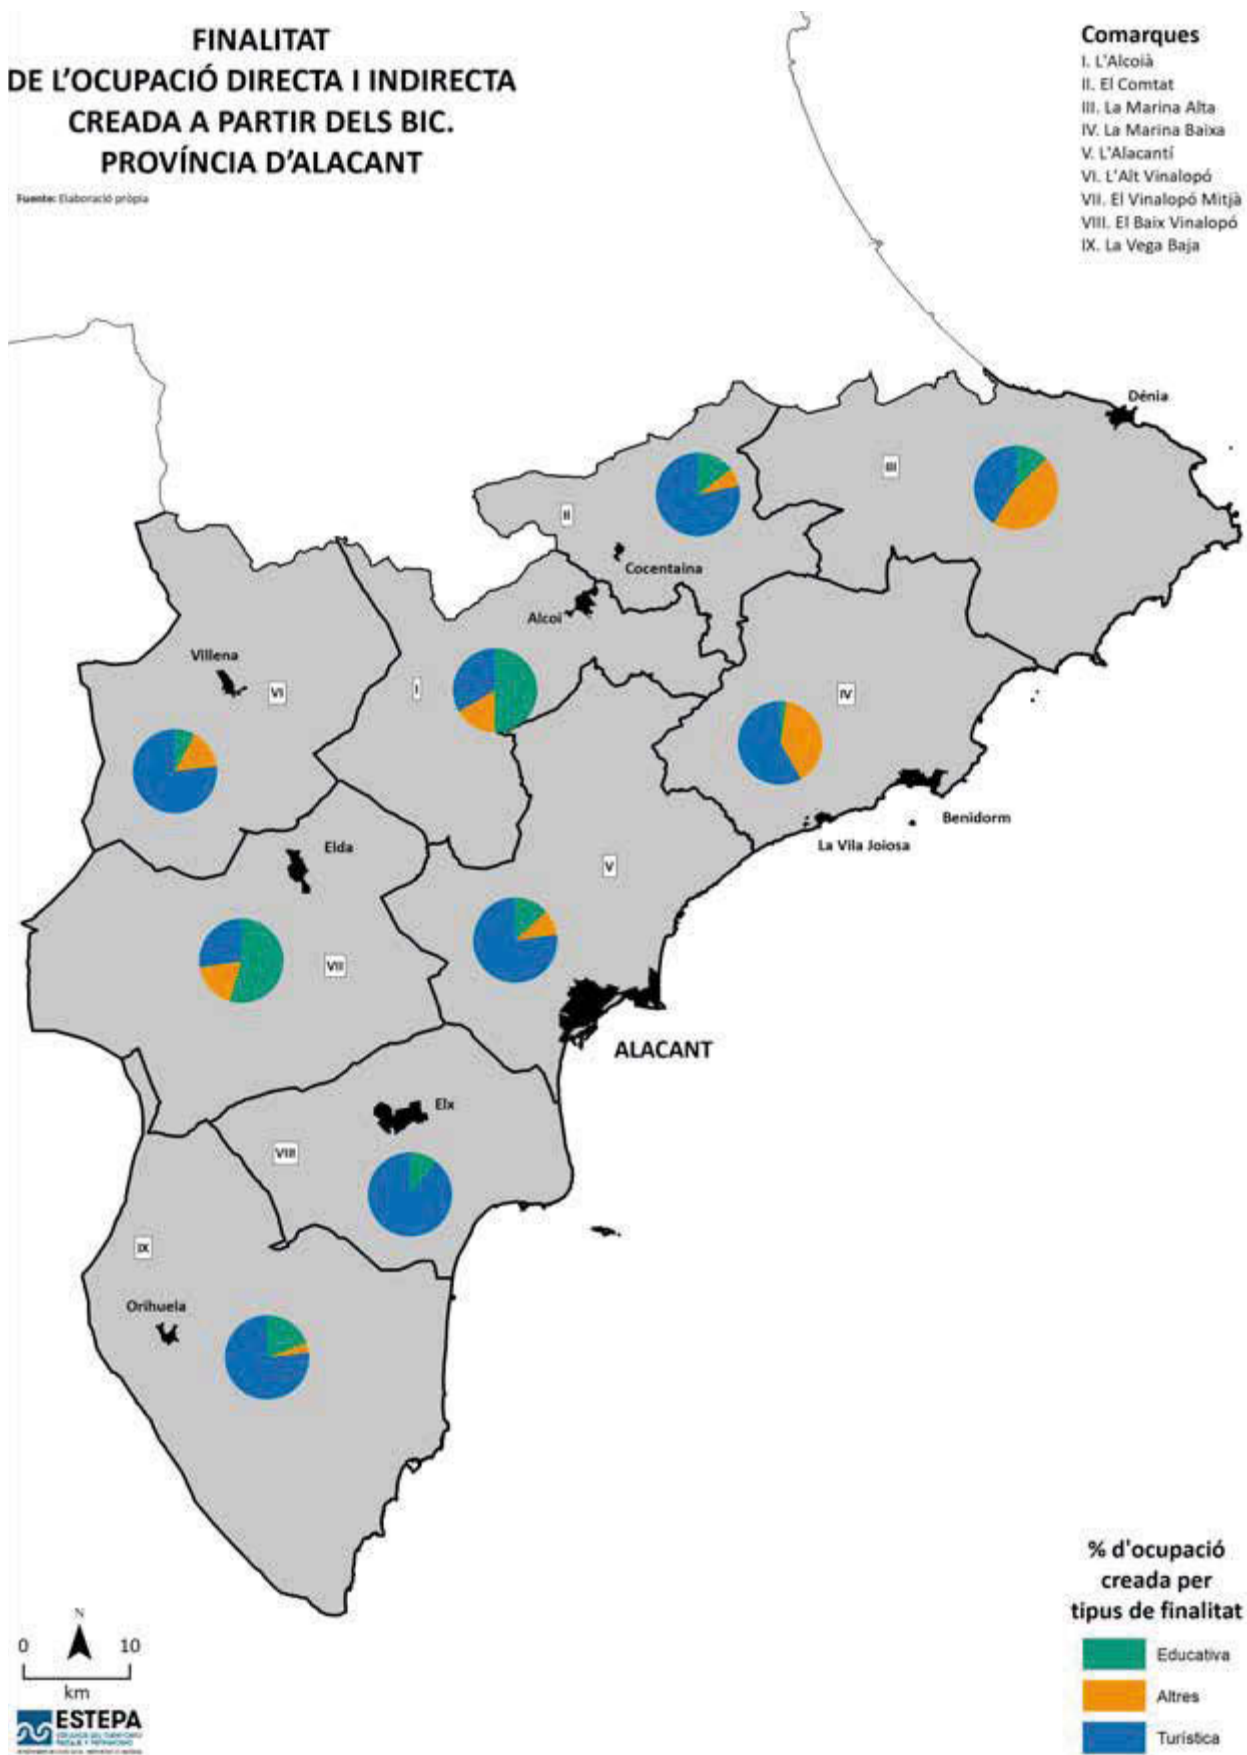 FINALITAT
DE L'OCUPACIÓ DIRECTA I INDIRECTA
CREADA A PARTIR DELS BIC.
PROVÍNCIA D'ALACANT
Fuente: Elaboració pròpia
Comarques
I. L'Alcoià
II. El Comtat
III. La Marina Alta
IV. La Marina Baixa
V. L'Alacantí
VI. L'Alt Vinalopó
VII. El Vinalopó Mitjà
VIII. El Baix Vinalopó
IX. La Vega Baja
Dénia
III
II
Cocentaina
Alcoi
Villena
VI
I
IV
Benidorm
La Vila Joiosa
Elda
V
VII
ALACANT
Elx
VIII
IX
Orihuela
% d'ocupació
creada per
tipus de finalitat
Educativa
Altres
Turística
N
0 10
km
ESTEPA